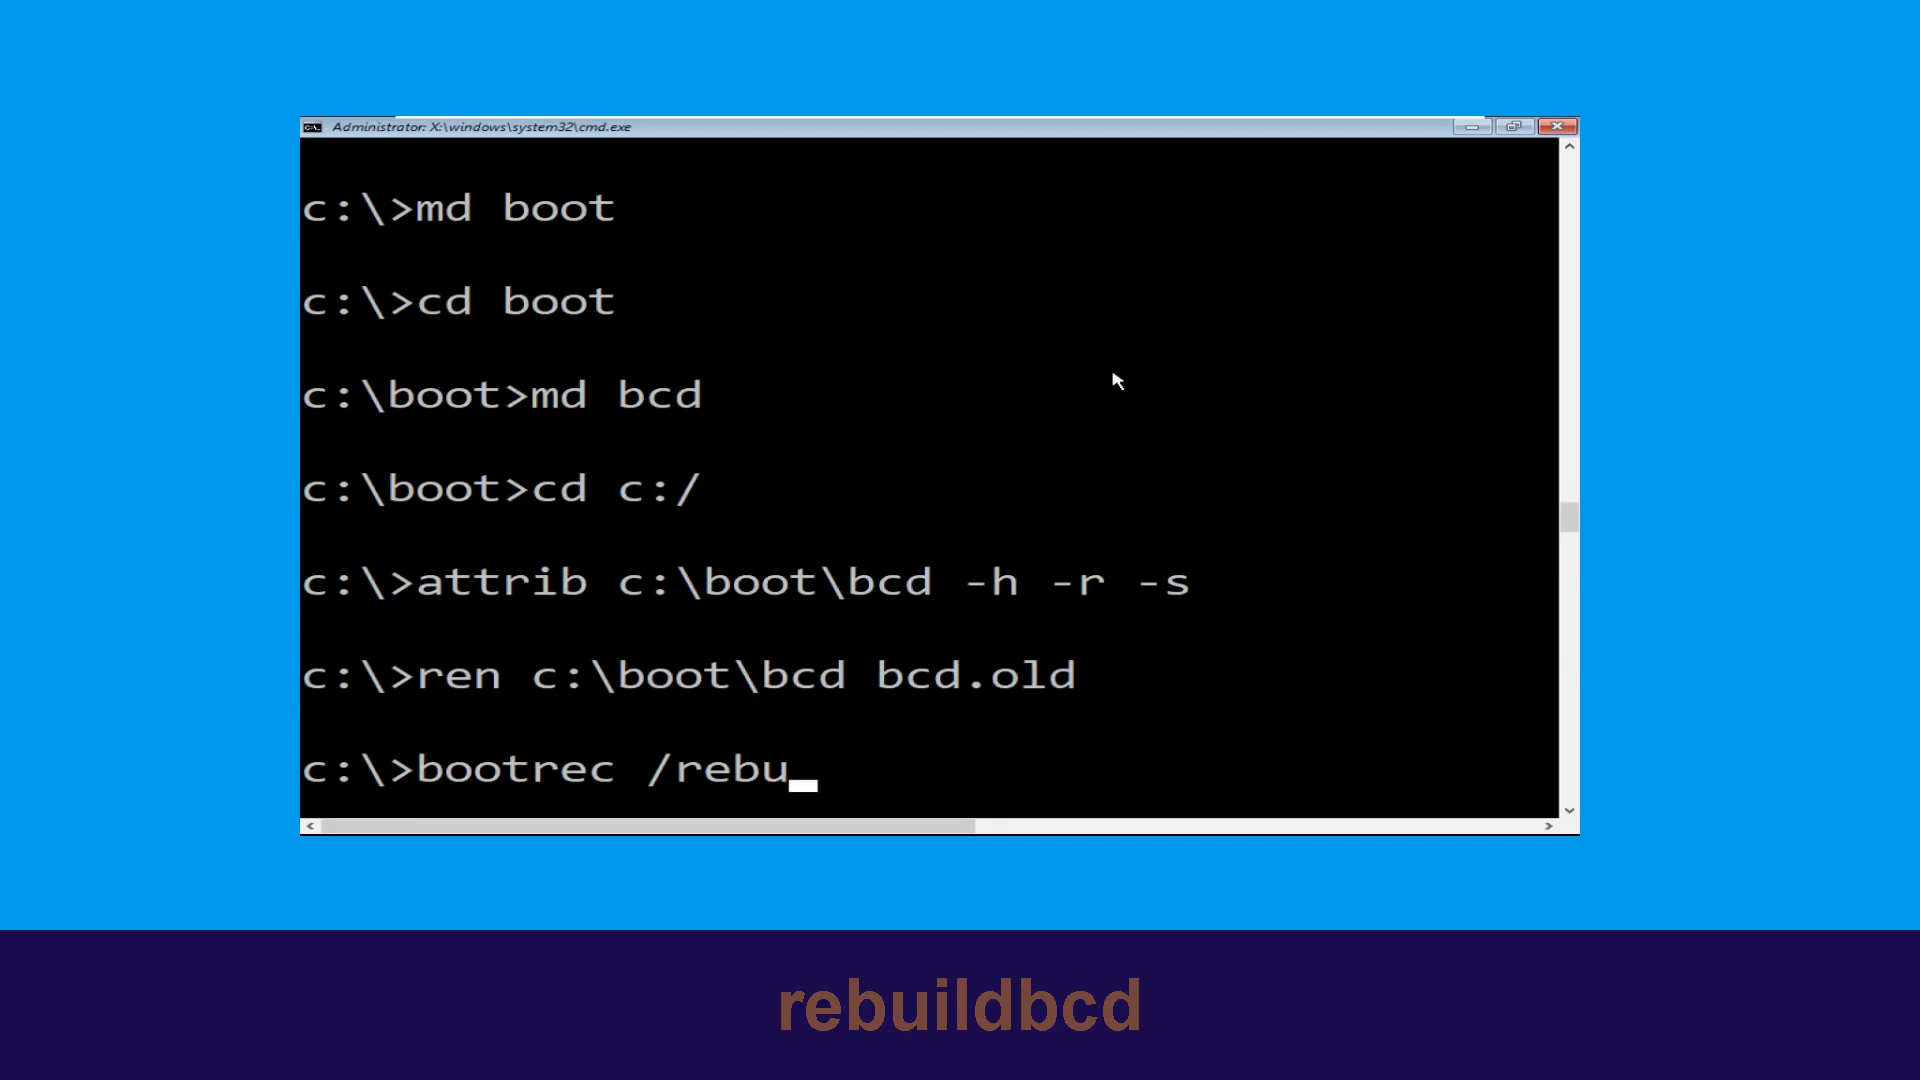 Administrator: X:\windows\system32\cmd.exe
c:\>md boot
c:\>cd boot
c:\boot>md bcd
c:\boot>cd c:/
c:\>attrib c:\boot\bcd -h -r -s
c:\>ren c:\boot\bcd bcd.old
c:\>bootrec /rebu_
rebuildbcd